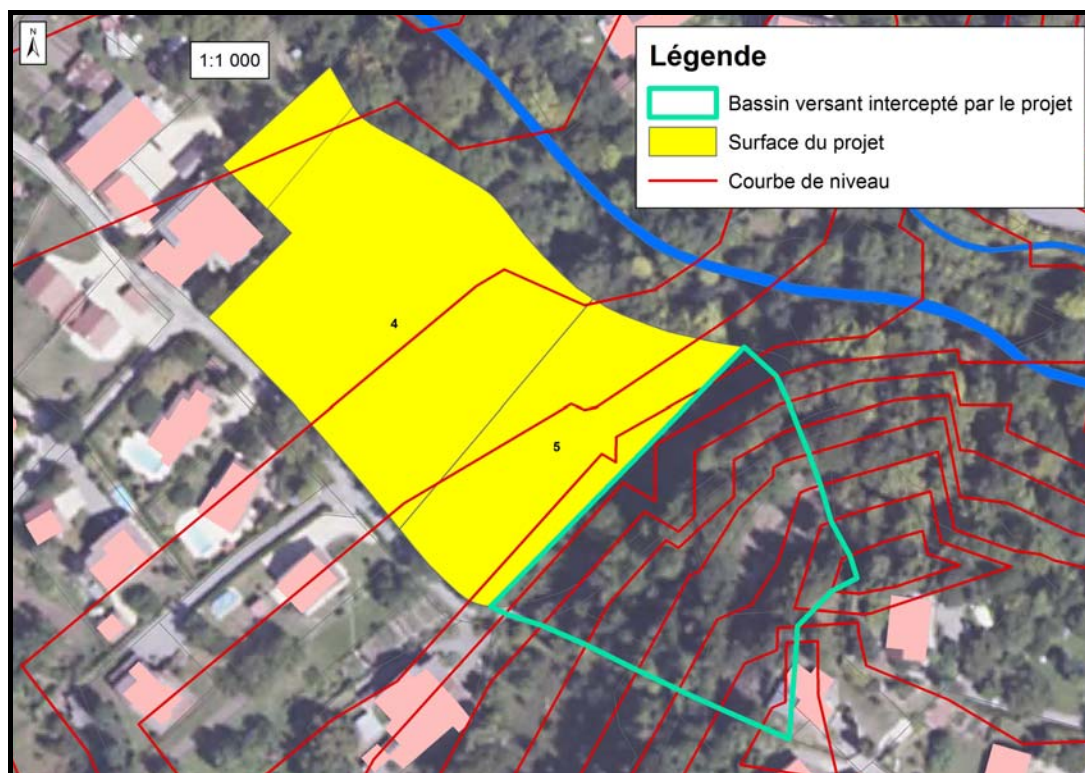 N
1:1 000
Légende
Bassin versant intercepté par le projet
Surface du projet
Courbe de niveau
4
5